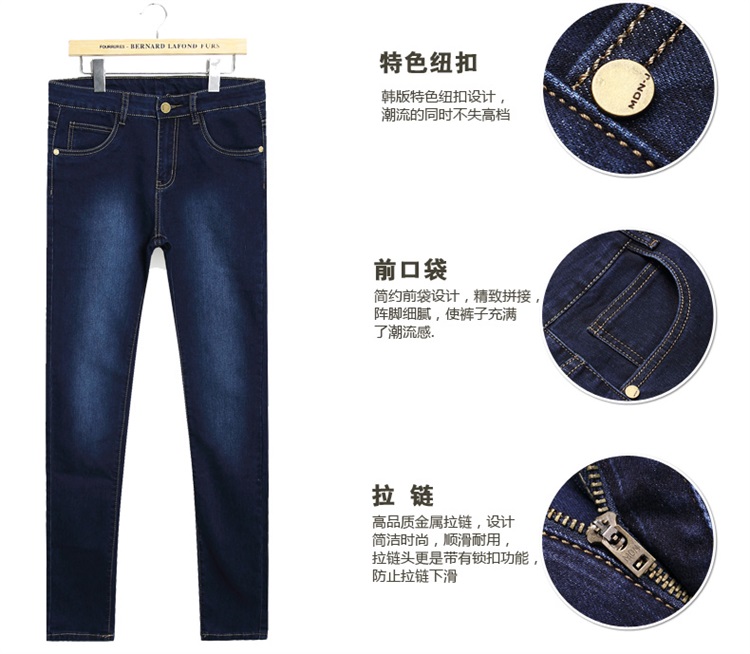 POURRURES - BERNARD LAFOND FURS
特色纽扣
韩版特色纽扣设计，
潮流的同时不失高档
MDN-J
前口袋
简约前袋设计，精致拼接，
阵脚细腻，使裤子充满
了潮流感.
拉 链
高品质金属拉链，设计
简洁时尚，顺滑耐用，
拉链头更是带有锁扣功能，
防止拉链下滑